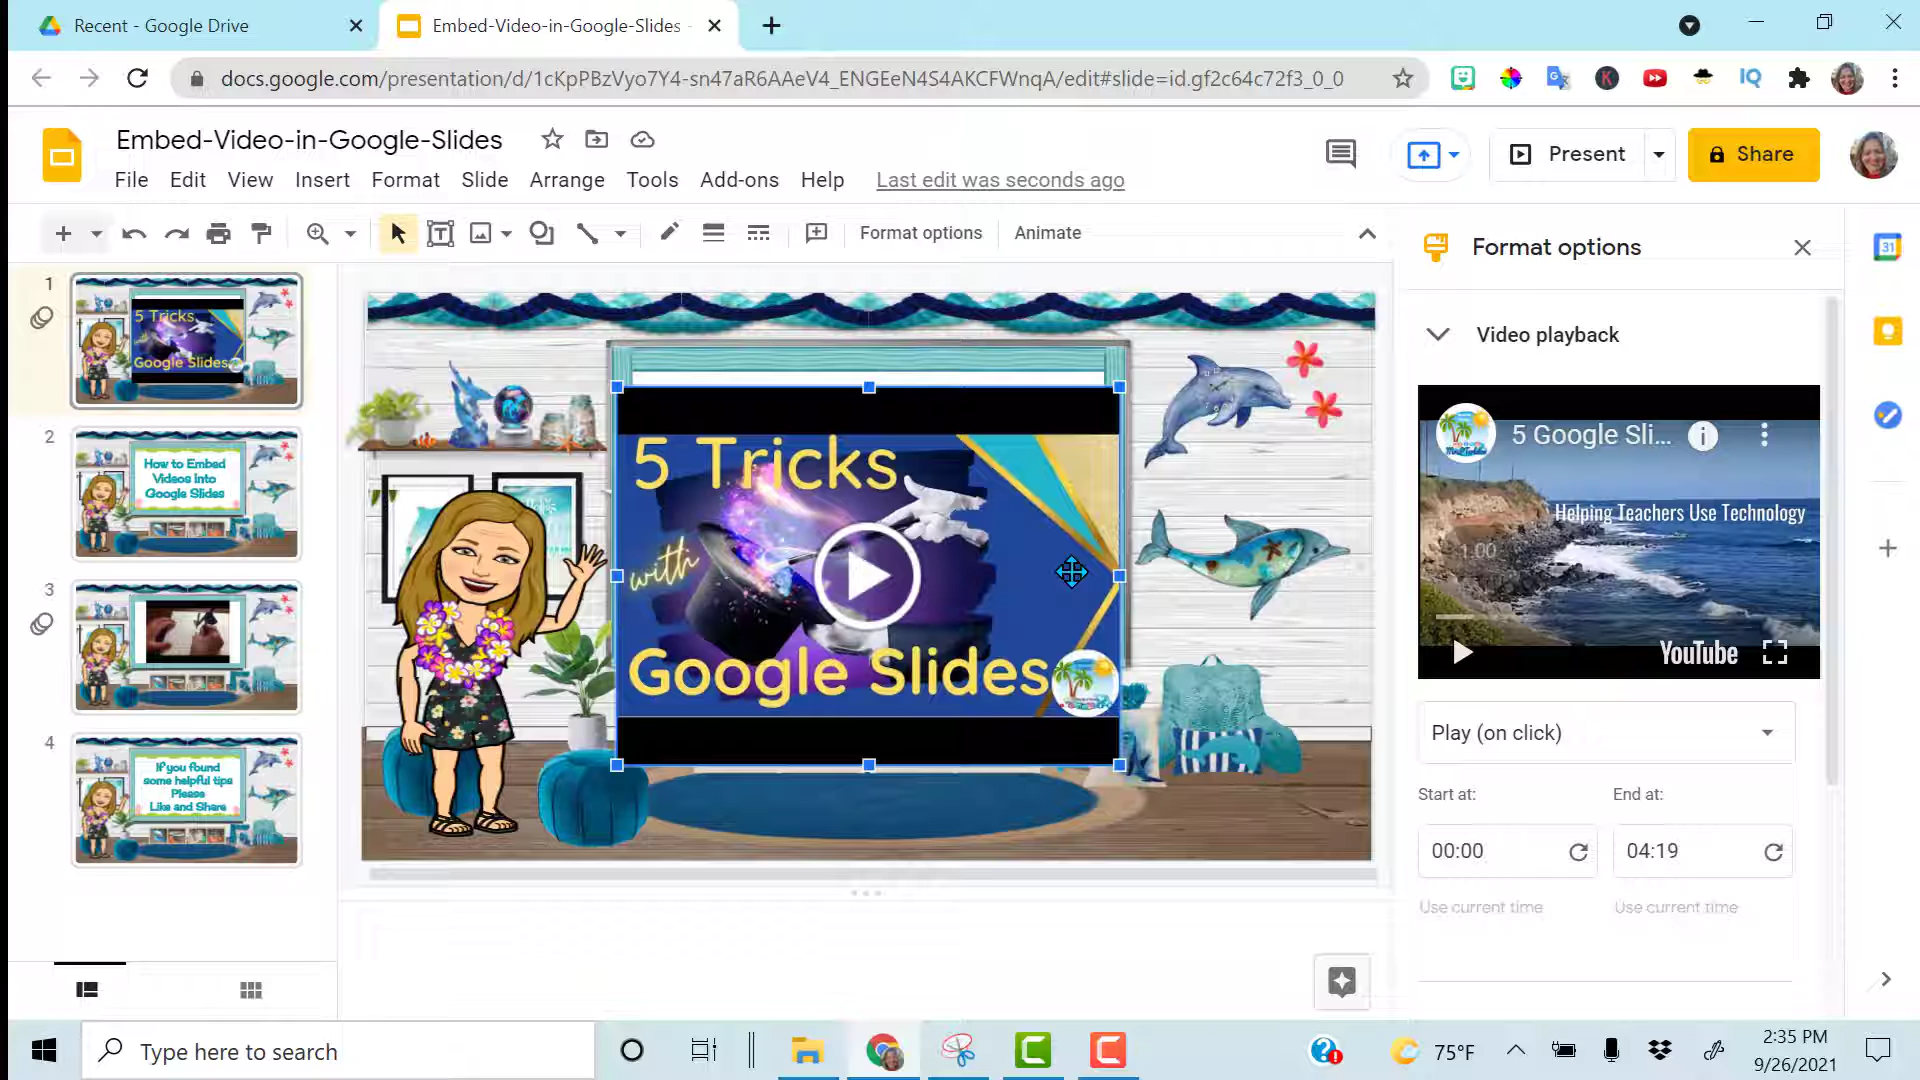 Recent - Google Drive
Embed-Video-in-Google-Slides -
docs.google.com/presentation/d/1cKpPBzVyo7Y4-sn47aR6AAeV4_ENGEeN4S4AKCFWnqA/edit#slide=id.gf2c64c72f3_0_0
Embed-Video-in-Google-Slides
File Edit View Insert Format Slide Arrange Tools Add-ons Help Last edit was seconds ago
Present
Share
Format options Animate
Format options
Video playback
1
5 Tricks
Google Slides
2
How to Embed
Videos Into
Google Slides
3
4
If you found
some helpful tips
Please
Like and Share
5 Tricks
with
Google Slides
5 Google Sli...
Helping Teachers Use Technology
1.00
YouTube
Play (on click)
Start at: End at:
00:00 04:19
Use current time Use current time
31
IQ
K
Type here to search
75°F
2:35 PM
9/26/2021